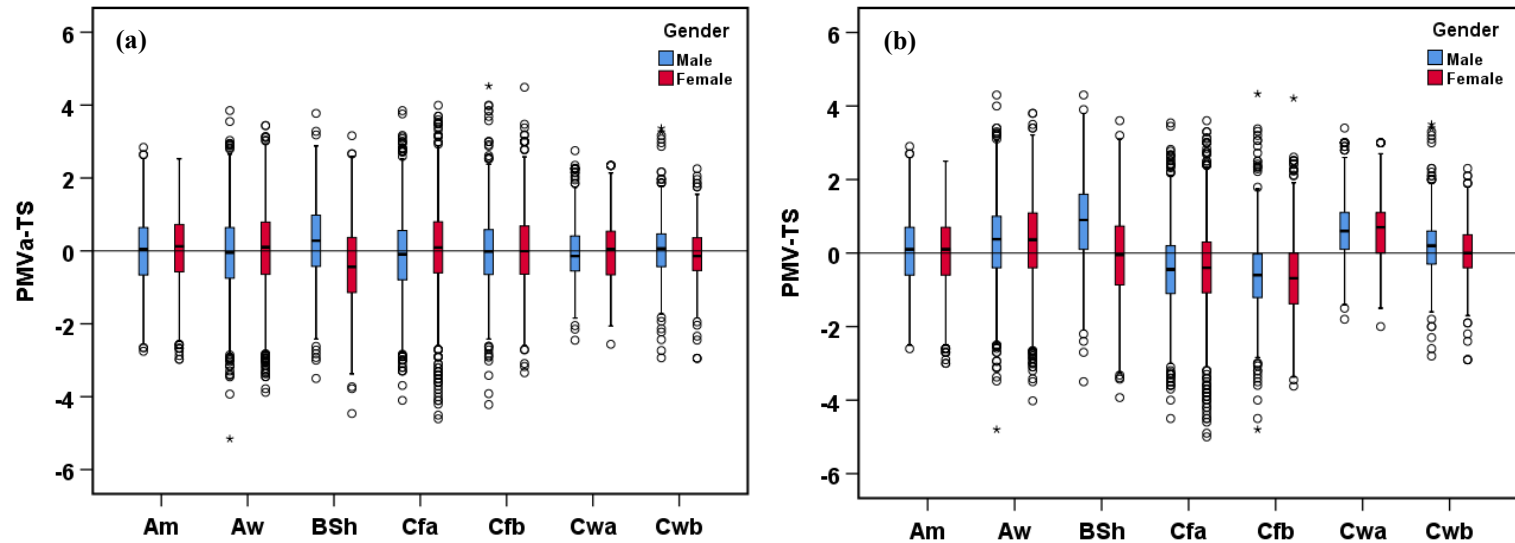 (a)
Gender
Male
Female
PMVa-TS
6
4
2
0
-2
-4
-6
Am Aw BSh Cfa Cfb Cwa Cwb
(b)
Gender
Male
Female
PMV-TS
6
4
2
0
-2
-4
-6
Am Aw BSh Cfa Cfb Cwa Cwb